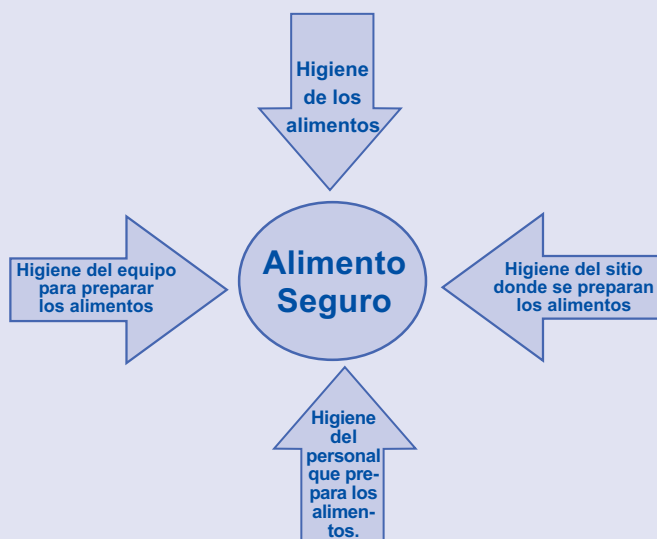 Higiene
de los
alimentos
Higiene del equipo
para preparar
los alimentos
Alimento
Seguro
Higiene del sitio
donde se preparan
los alimentos
Higiene
del
personal
que pre-
para los
alimen-
tos.